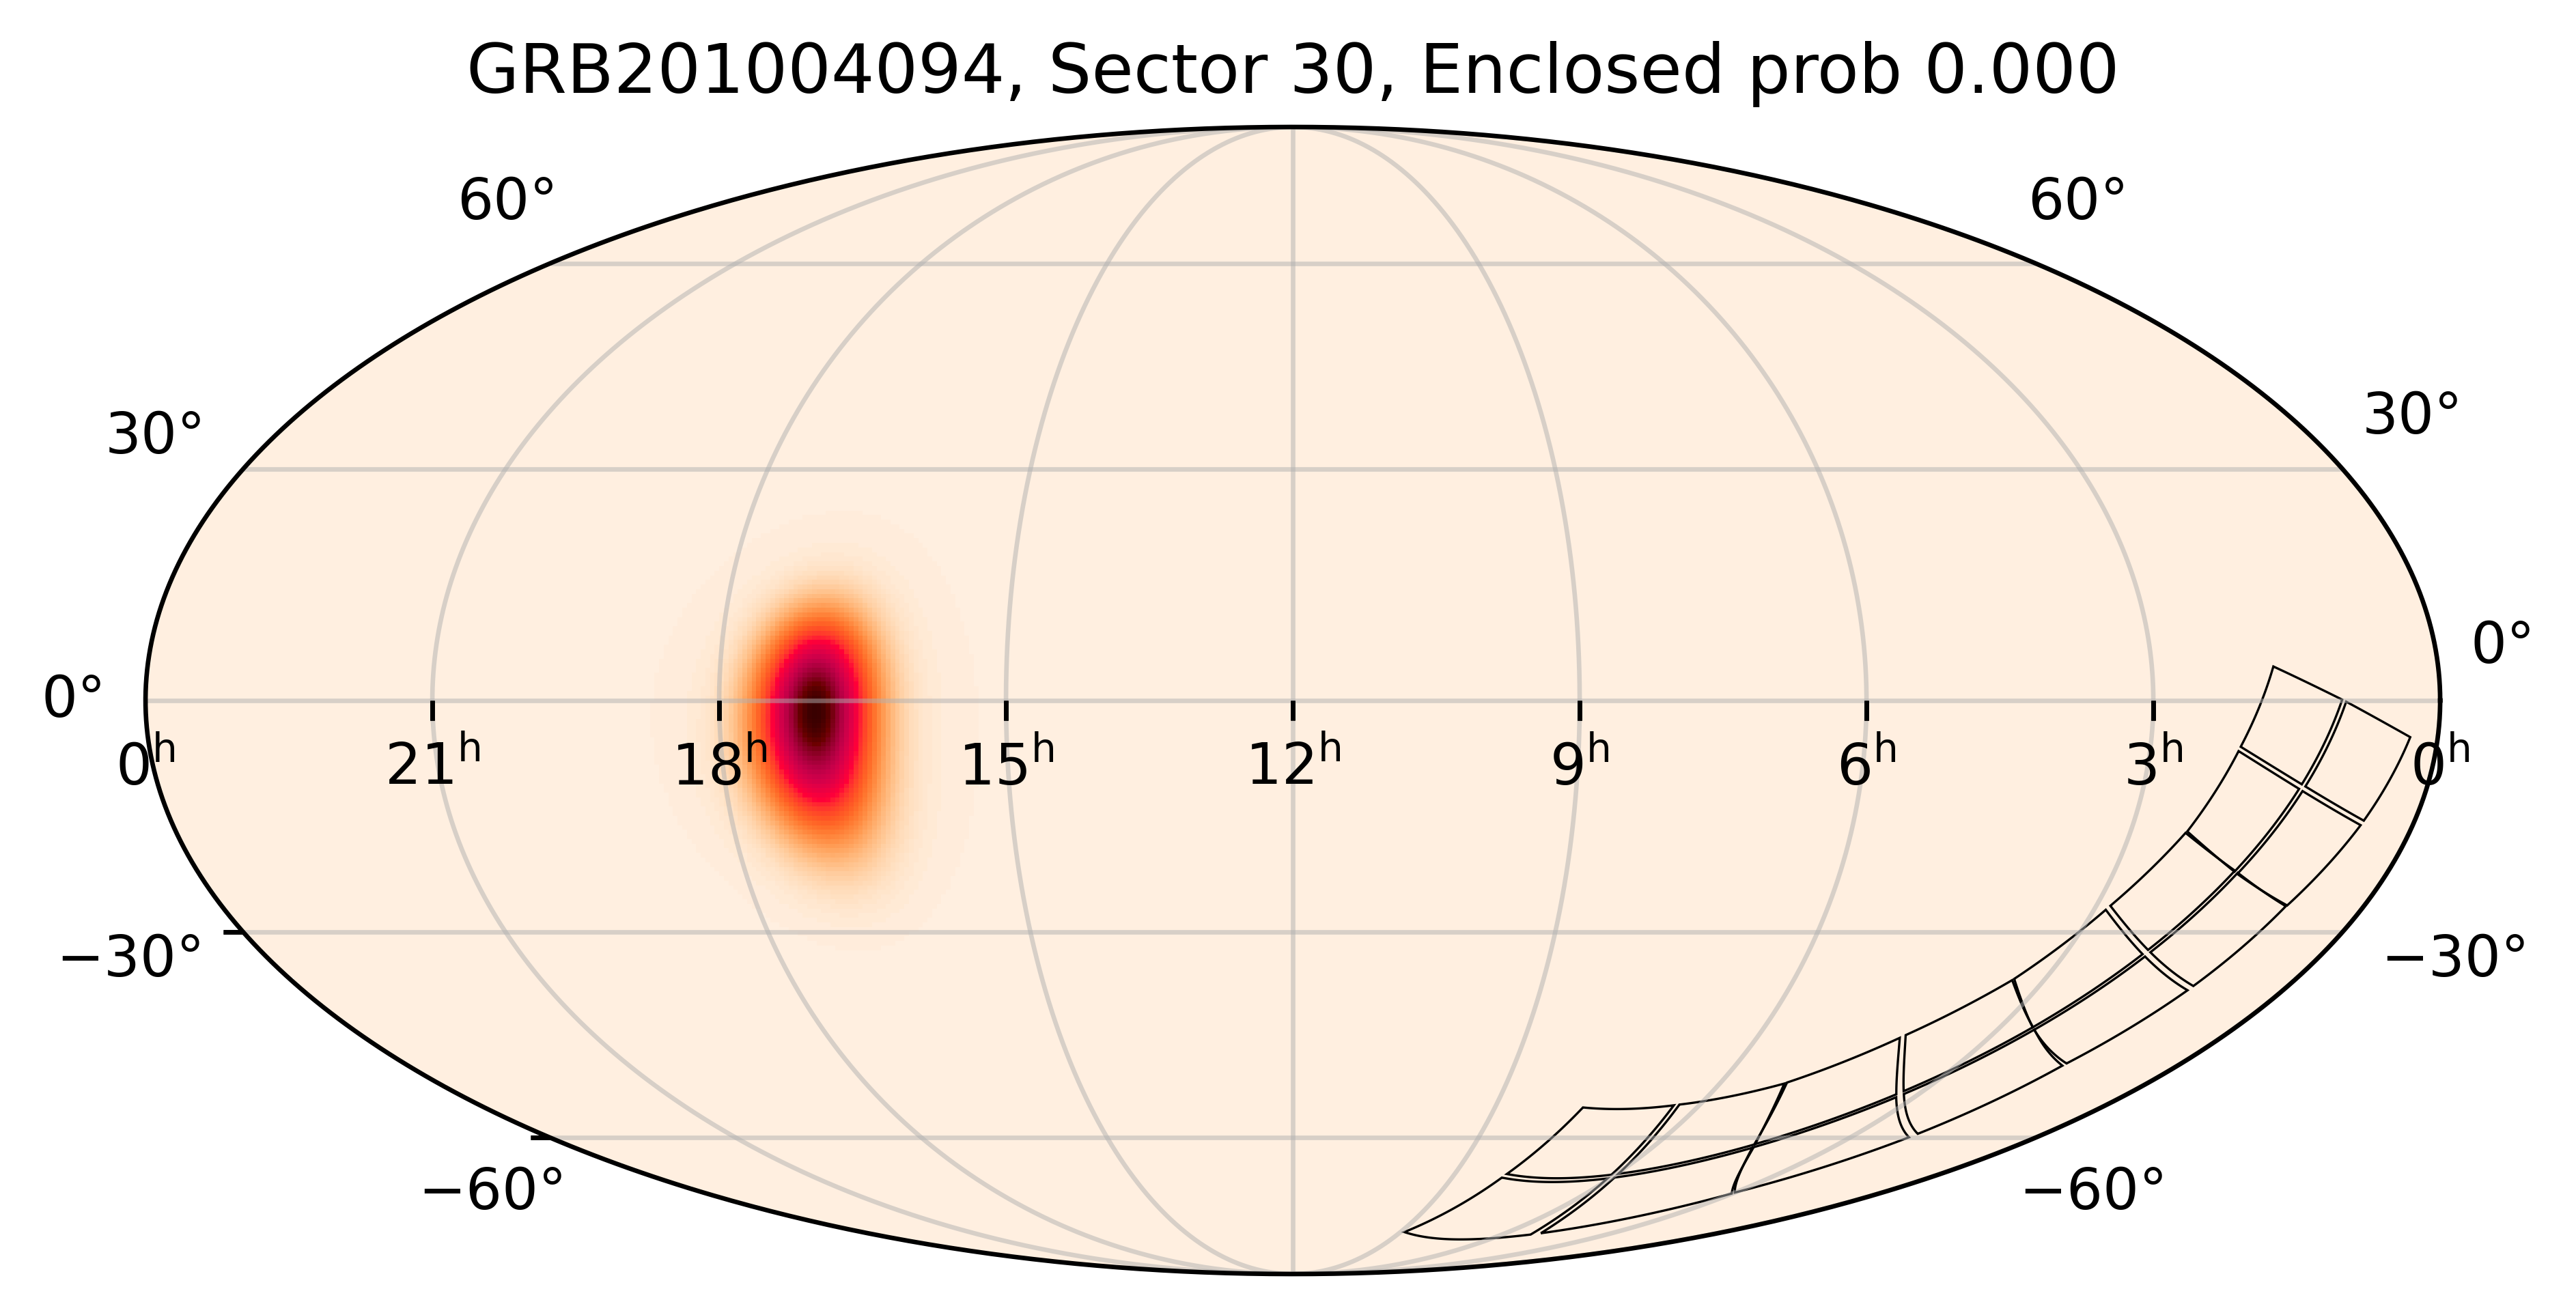 GRB201004094, Sector 30, Enclosed prob 0.000
60° 60°
30° 30°
0° 0°
0ʰ 21ʰ 18ʰ 15ʰ 12ʰ 9ʰ 6ʰ 3ʰ 0ʰ
−30° −30°
−60° −60°